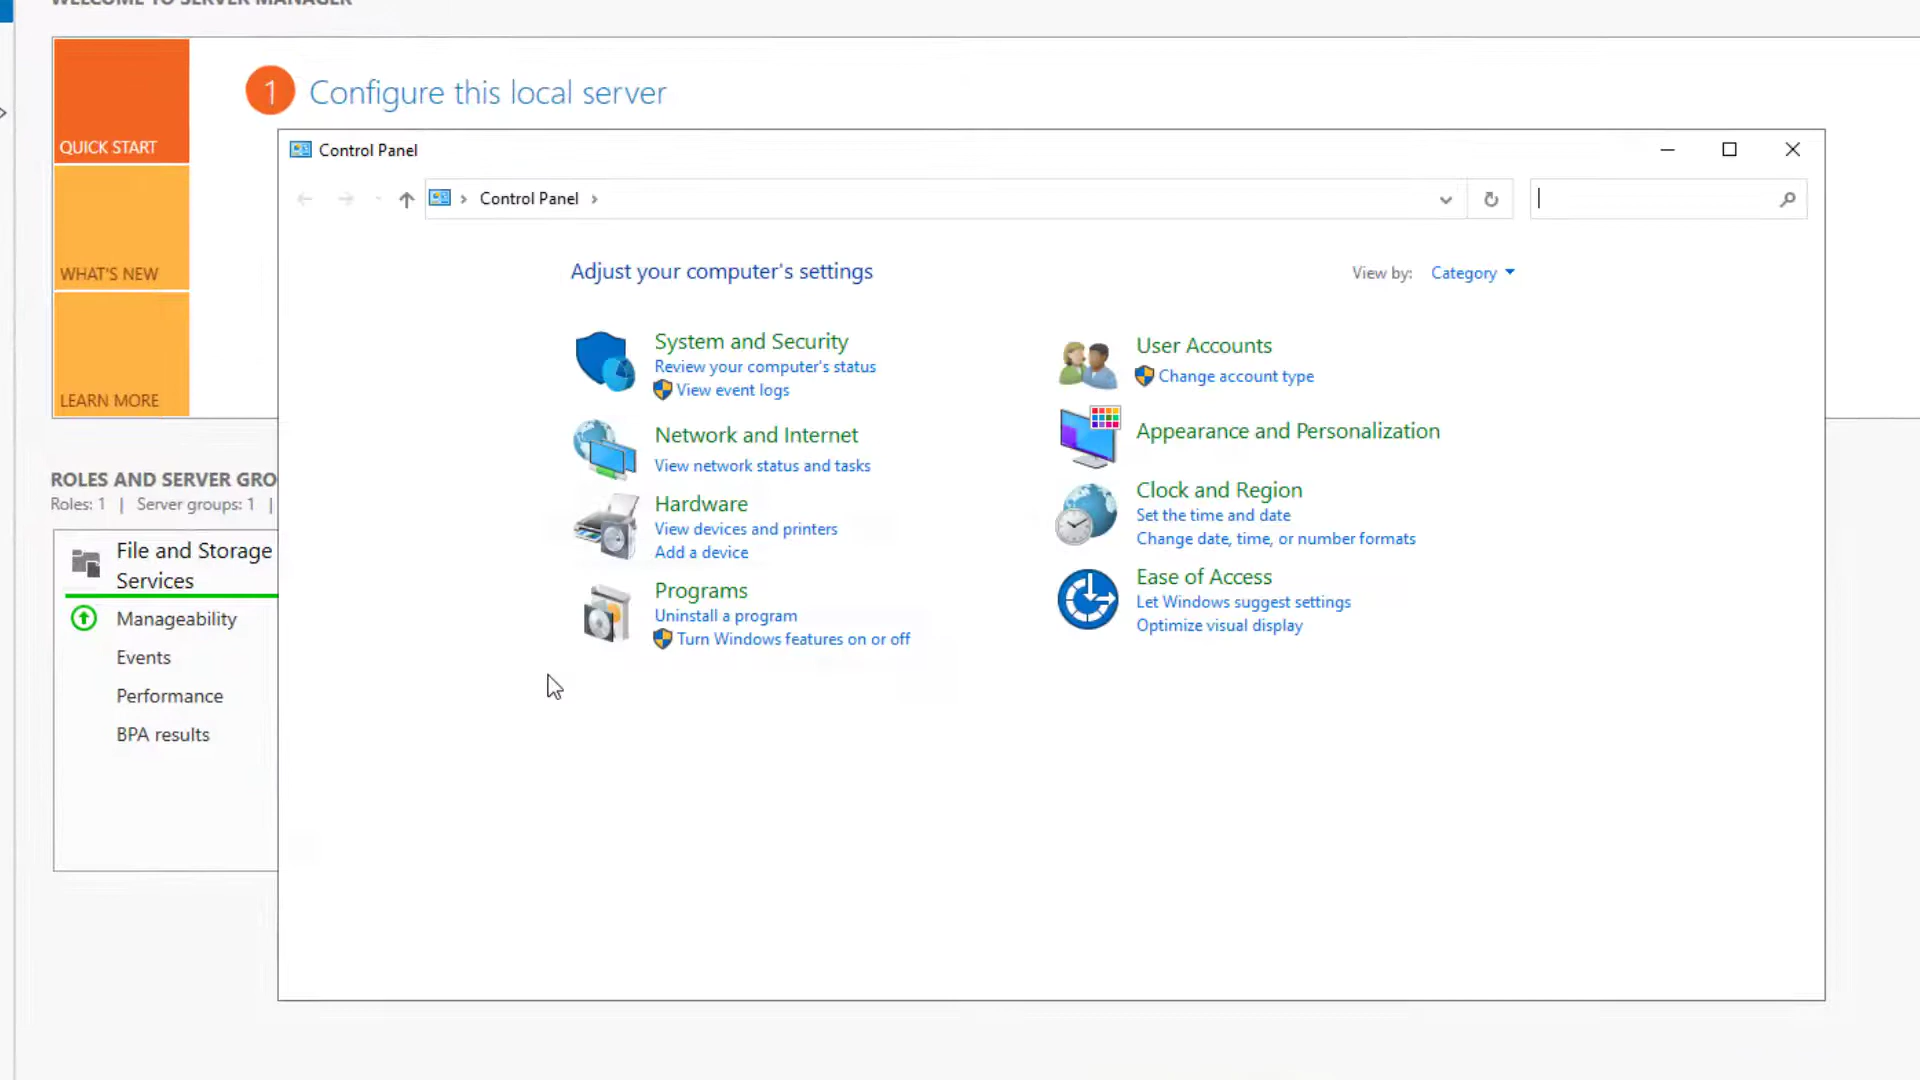 WELCOME TO SERVER MANAGER
QUICK START
WHAT'S NEW
LEARN MORE
1 Configure this local server
Control Panel
Control Panel
Adjust your computer's settings
View by: Category
System and Security
Review your computer's status
View event logs
Network and Internet
View network status and tasks
Hardware
View devices and printers
Add a device
Programs
Uninstall a program
Turn Windows features on or off
User Accounts
Change account type
Appearance and Personalization
Clock and Region
Set the time and date
Change date, time, or number formats
Ease of Access
Let Windows suggest settings
Optimize visual display
ROLES AND SERVER GRO
Roles: 1 | Server groups: 1 |
File and Storage
Services
Manageability
Events
Performance
BPA results